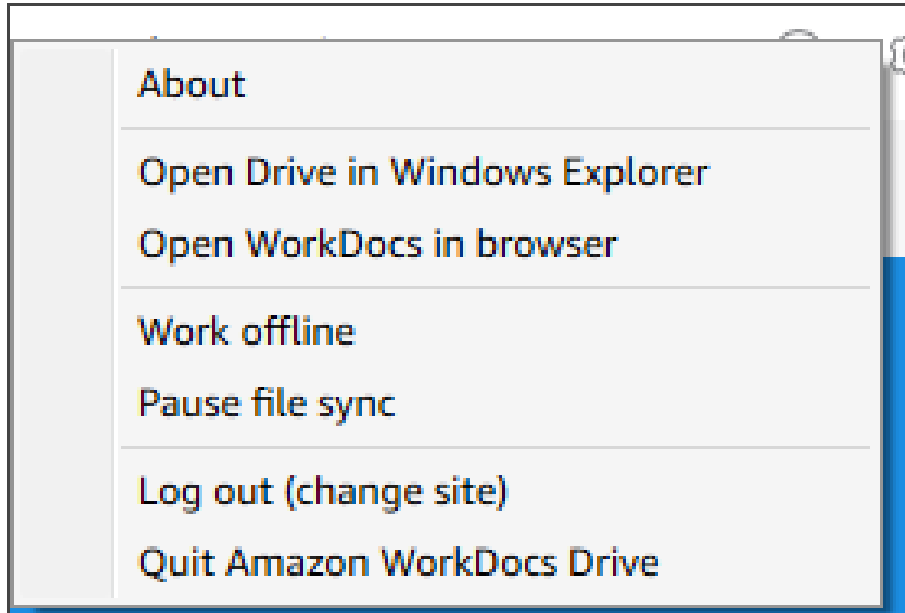 About
Open Drive in Windows Explorer
Open WorkDocs in browser
Work offline
Pause file sync
Log out (change site)
Quit Amazon WorkDocs Drive